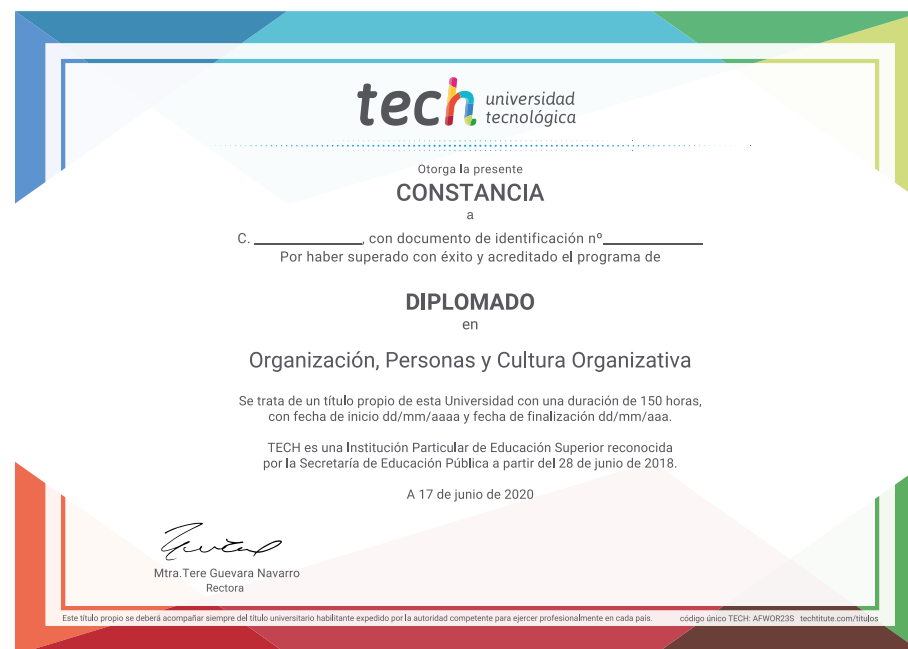 tech universidad
tecnológica
Otorga la presente
CONSTANCIA
a
C. ____________, con documento de identificación nº____________
Por haber superado con éxito y acreditado el programa de
DIPLOMADO
en
Organización, Personas y Cultura Organizativa
Se trata de un título propio de esta Universidad con una duración de 150 horas,
con fecha de inicio dd/mm/aaaa y fecha de finalización dd/mm/aaa.
TECH es una Institución Particular de Educación Superior reconocida
por la Secretaría de Educación Pública a partir del 28 de junio de 2018.
A 17 de junio de 2020
Mtra.Tere Guevara Navarro
Rectora
Este título propio se deberá acompañar siempre del título universitario habilitante expedido por la autoridad competente para ejercer profesionalmente en cada país. código único TECH: AFWOR23S techtitute.com/titulos